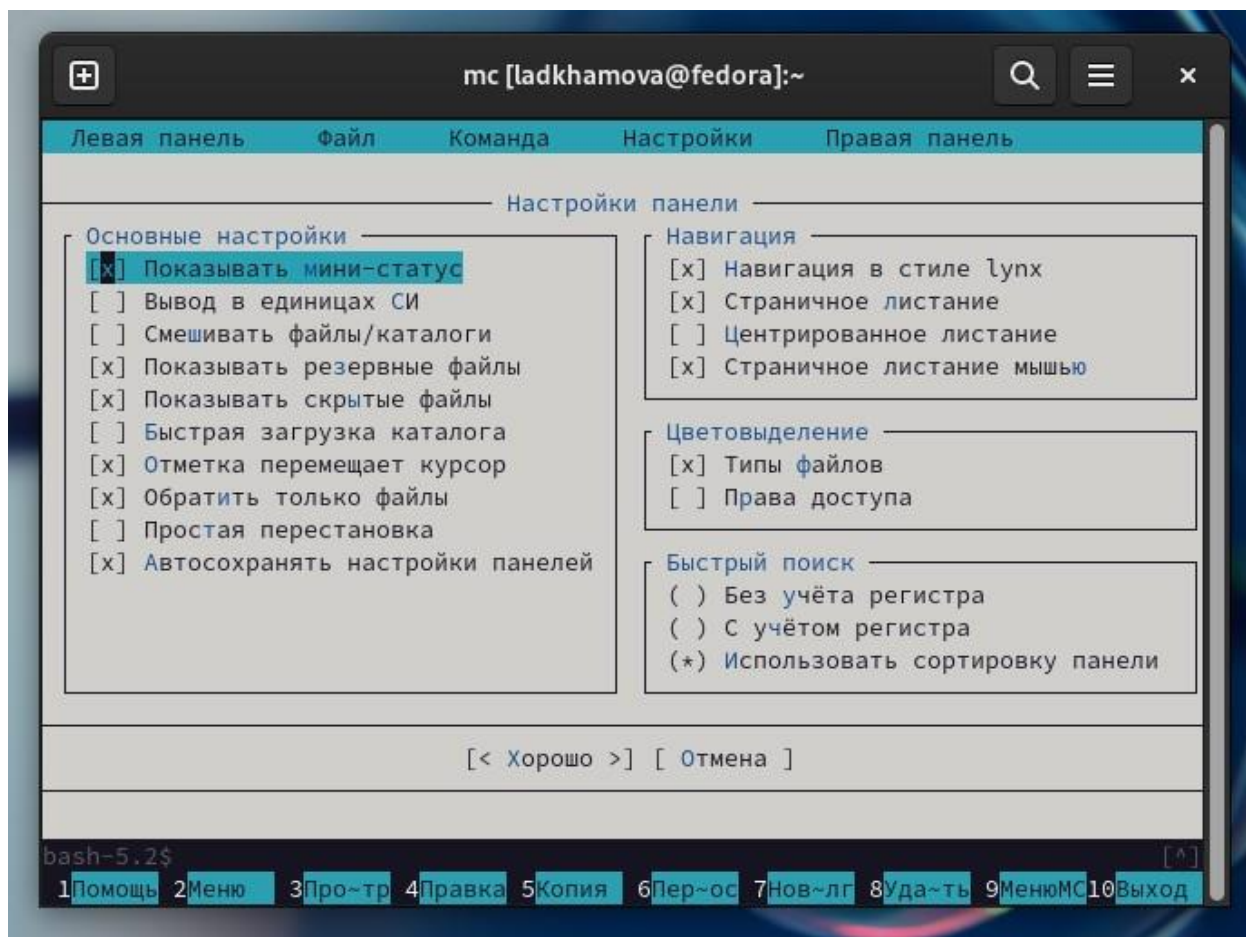 mc [ladkhamova@fedora]:~
Левая панель Файл Команда Настройки Правая панель
Настройки панели
Основные настройки
[x] Показывать мини-статус
[ ] Вывод в единицах СИ
[ ] Смешивать файлы/каталоги
[x] Показывать резервные файлы
[x] Показывать скрытые файлы
[ ] Быстрая загрузка каталога
[x] Отметка перемещает курсор
[x] Обратить только файлы
[ ] Простая перестановка
[x] Автосохранять настройки панелей
Навигация
[x] Навигация в стиле lynx
[x] Страничное листание
[ ] Центрированное листание
[x] Страничное листание мышью
Цветовыделение
[x] Типы файлов
[ ] Права доступа
Быстрый поиск
( ) Без учёта регистра
( ) С учётом регистра
(*) Использовать сортировку панели
[< Хорошо >] [ Отмена ]
bash-5.2$ [^]
1Помощь 2Меню 3Про~тр 4Правка 5Копия 6Пер~ос 7Нов~лг 8Уда~ть 9МенюMC 10Выход